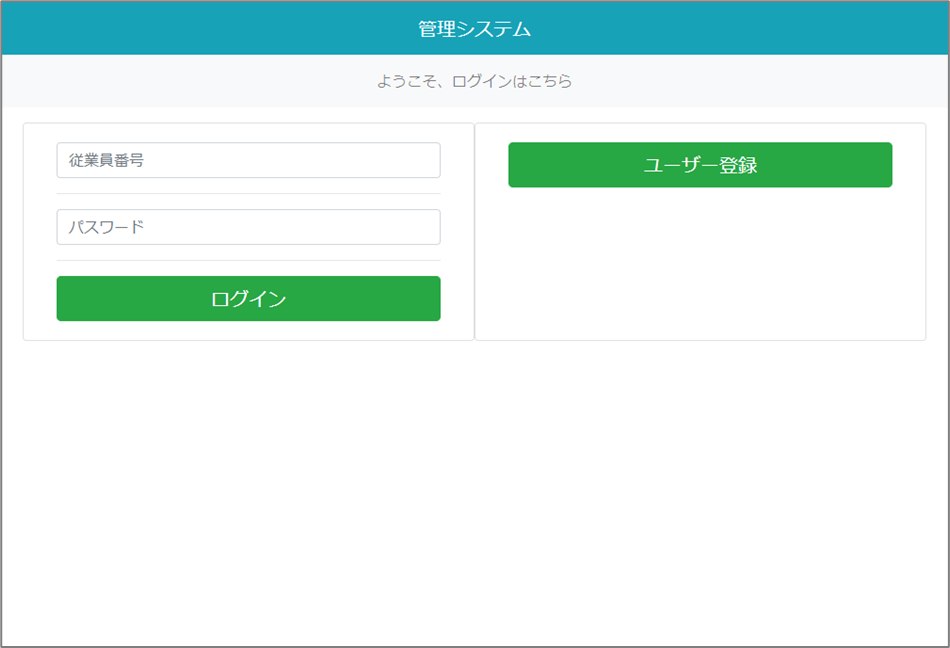 管理システム
ようこそ、ログインはこちら
従業員番号
パスワード
ログイン
ユーザー登録